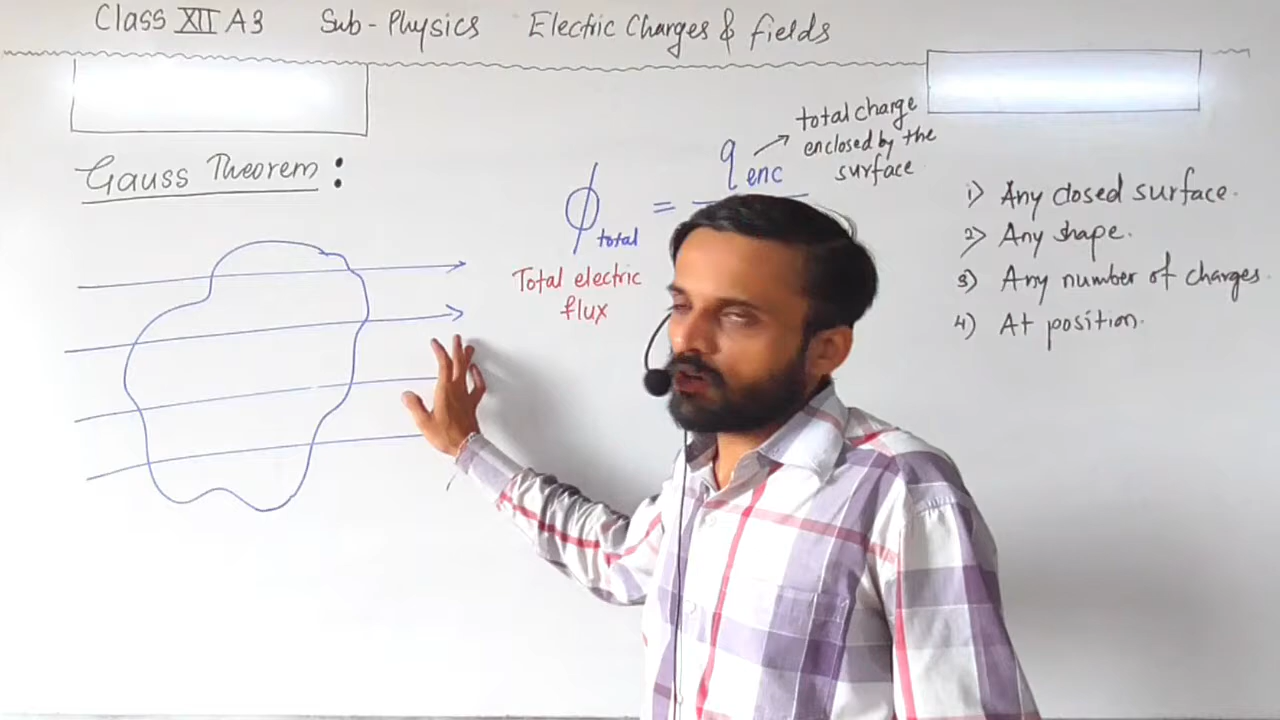 Class XII A3 Sub-Physics Electric Charges & fields
Gauss Theorem :
ϕ total = q enc
total charge
enclosed by the
surface
Total electric
flux
1) Any closed surface.
2) Any shape.
3) Any number of charges.
4) At position.